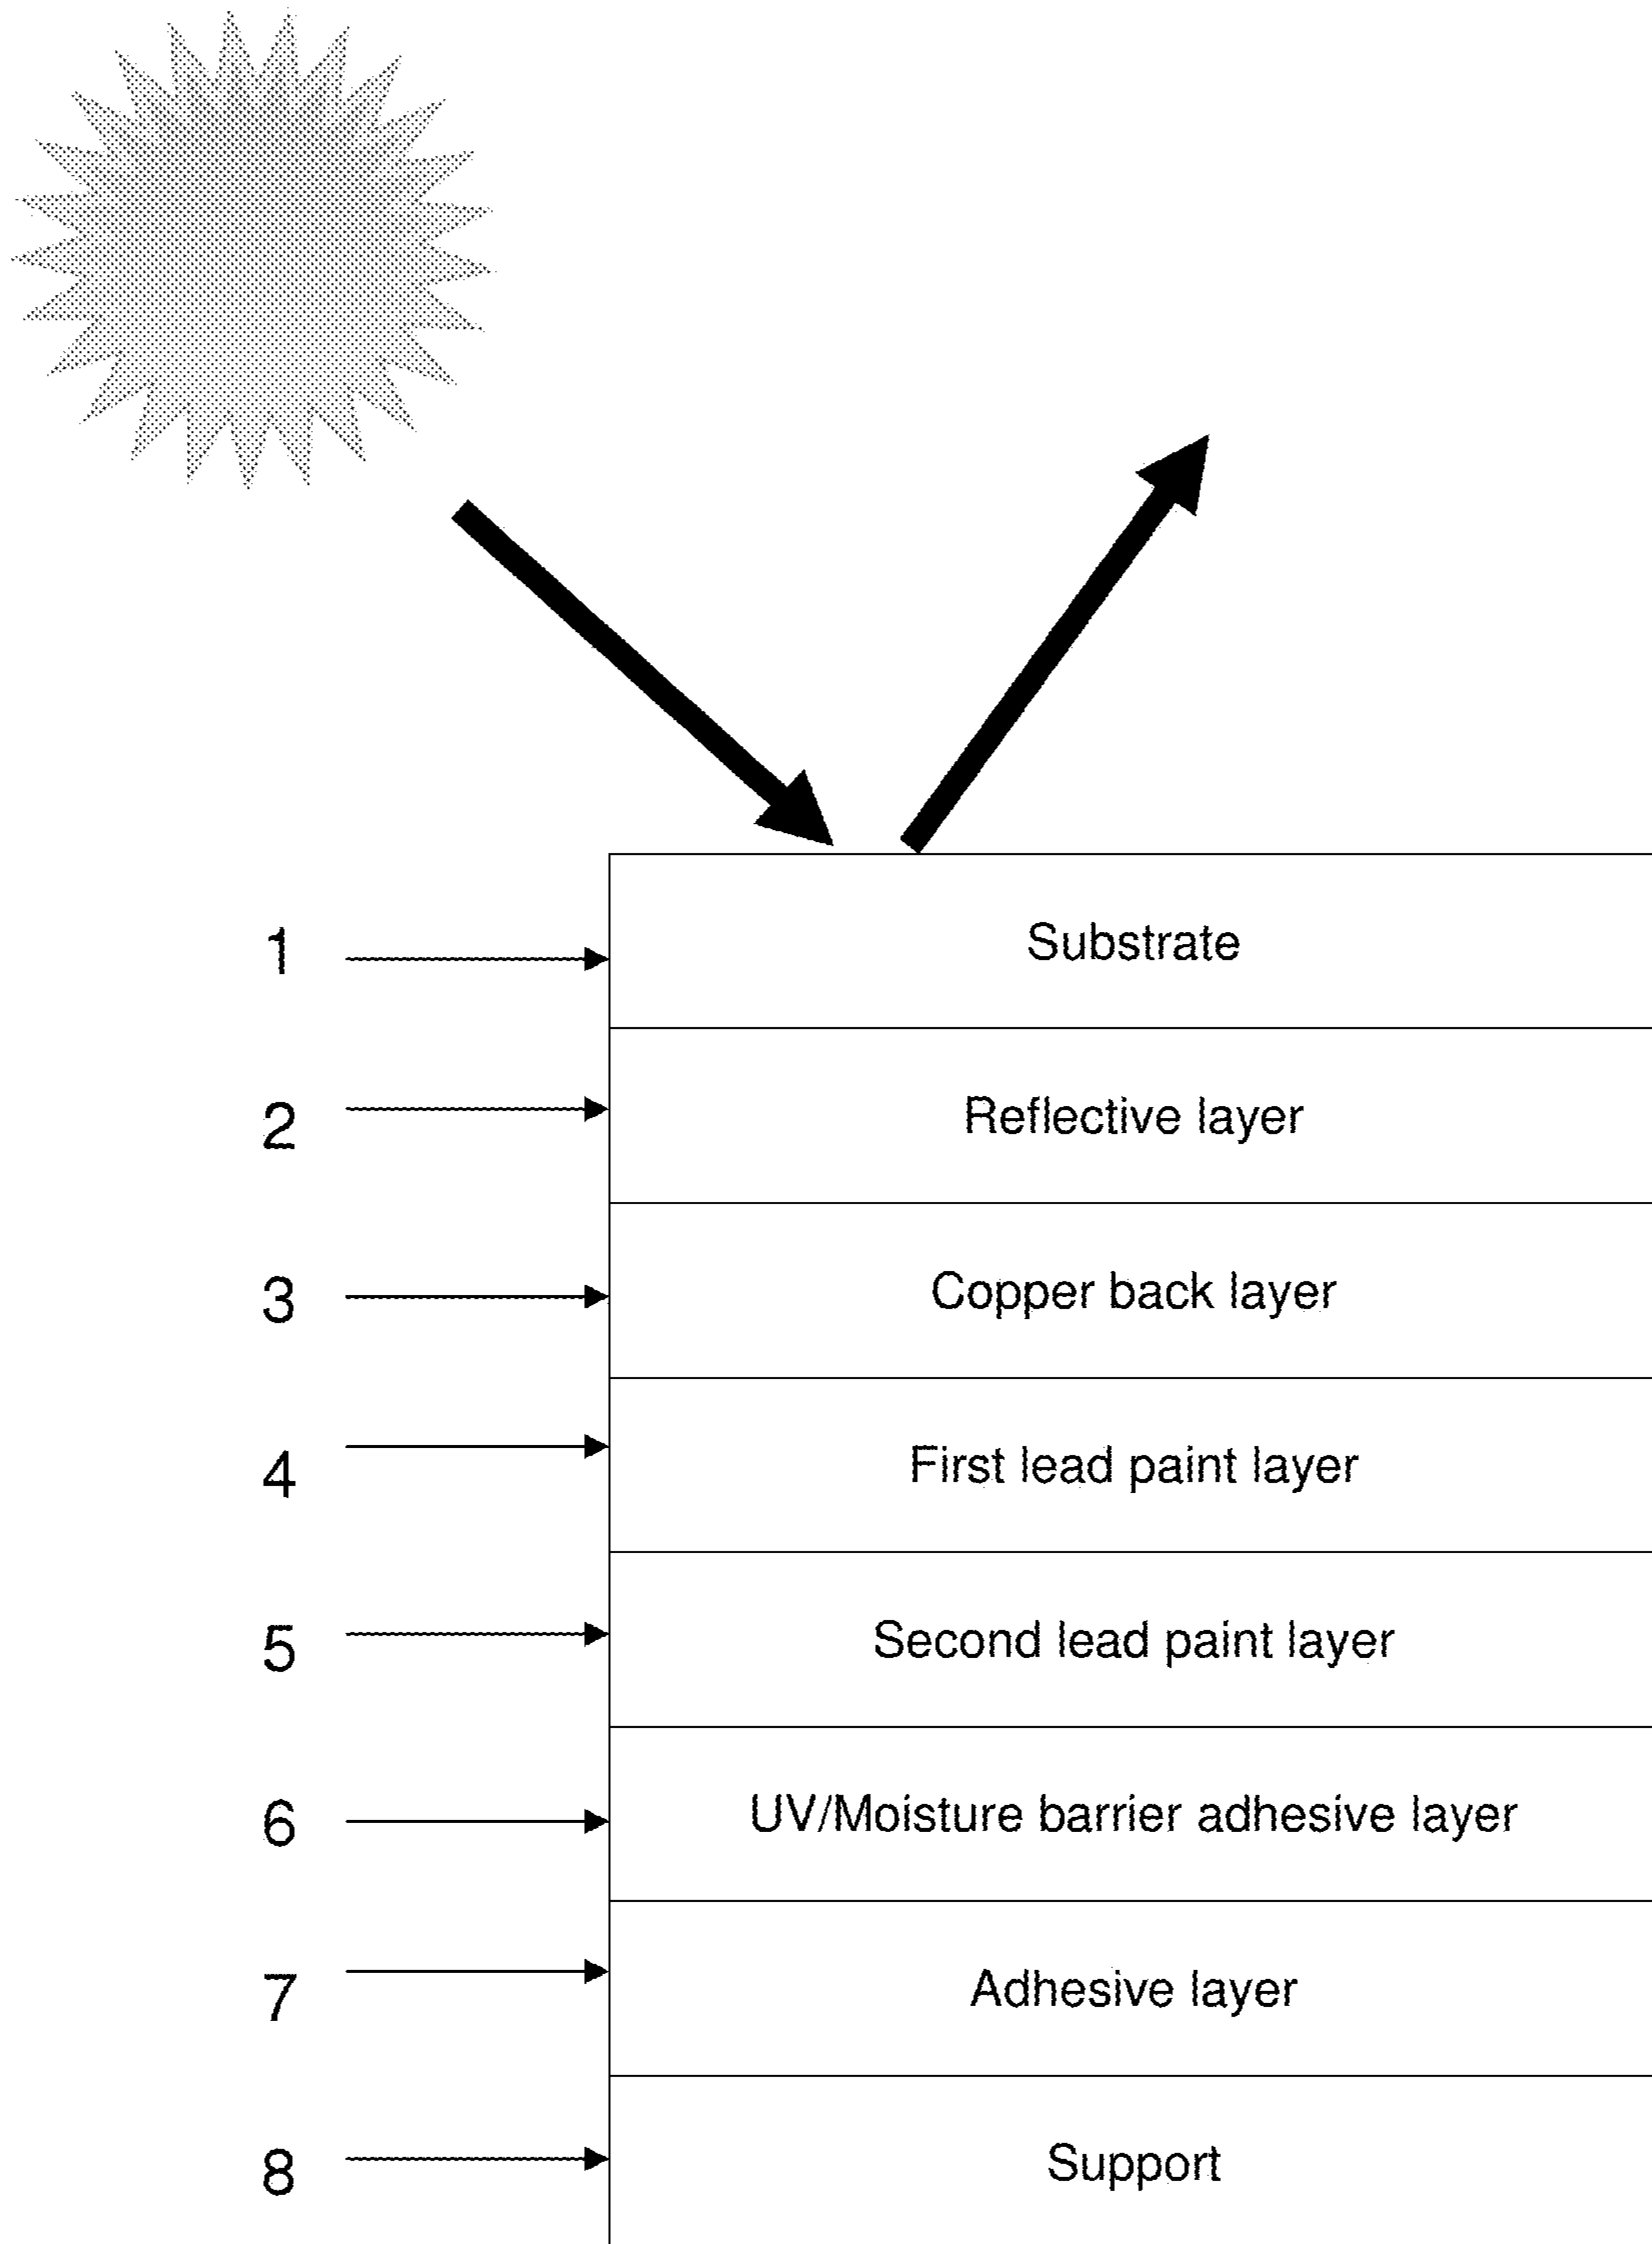 1 Substrate
2 Reflective layer
3 Copper back layer
4 First lead paint layer
5 Second lead paint layer
6 UV/Moisture barrier adhesive layer
7 Adhesive layer
8 Support